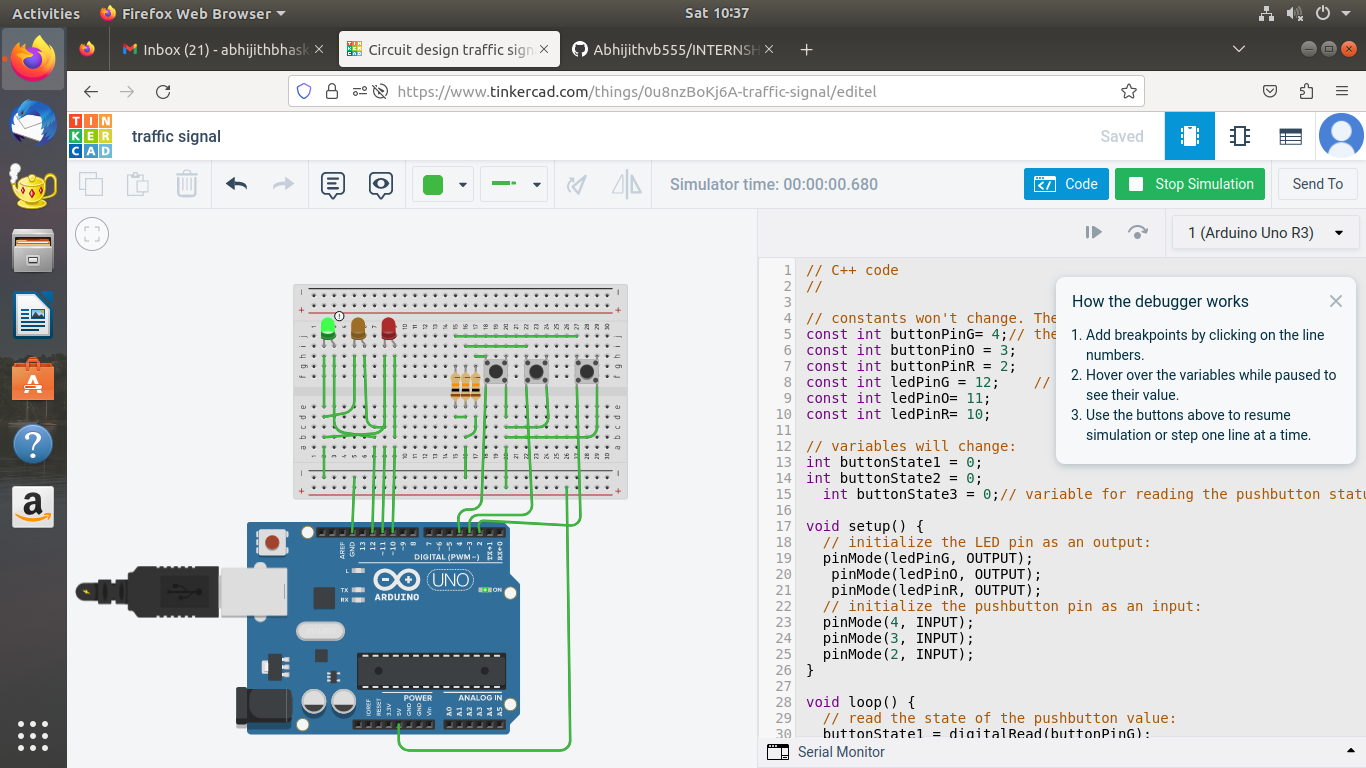 Activities
Firefox Web Browser
Sat 10:37
Inbox (21) - abhijithbhask
Circuit design traffic sign
Abhijithvb555/INTERNSH
https://www.tinkercad.com/things/0u8nzBoKj6A-traffic-signal/editel
TIN
KER
CAD
traffic signal
Saved
Simulator time: 00:00:00.680
Code
Stop Simulation
Send To
1 (Arduino Uno R3)
1 // C++ code
2 //
3
4 // constants won't change. The
5 const int buttonPinG= 4;// the
6 const int buttonPinO = 3;
7 const int buttonPinR = 2;
8 const int ledPinG = 12;    //
9 const int ledPinO= 11;
10 const int ledPinR= 10;
11
12 // variables will change:
13 int buttonState1 = 0;
14 int buttonState2 = 0;
15   int buttonState3 = 0;// variable for reading the pushbutton statu
16
17 void setup() {
18   // initialize the LED pin as an output:
19   pinMode(ledPinG, OUTPUT);
20    pinMode(ledPinO, OUTPUT);
21    pinMode(ledPinR, OUTPUT);
22   // initialize the pushbutton pin as an input:
23   pinMode(4, INPUT);
24   pinMode(3, INPUT);
25   pinMode(2, INPUT);
26 }
27
28 void loop() {
29   // read the state of the pushbutton value:
30   buttonState1 = digitalRead(buttonPinG);
How the debugger works
1. Add breakpoints by clicking on the line
numbers.
2. Hover over the variables while paused to
see their value.
3. Use the buttons above to resume
simulation or step one line at a time.
Serial Monitor
AREF
GND
13
12
~11
~10
~9
8
7
~6
~5
4
~3
2
TX→1
RX←0
DIGITAL (PWM~)
L
TX
RX
UNO
ARDUINO
ON
POWER
ANALOG IN
IOREF
RESET
3.3V
5V
GND
GND
Vin
A0
A1
A2
A3
A4
A5